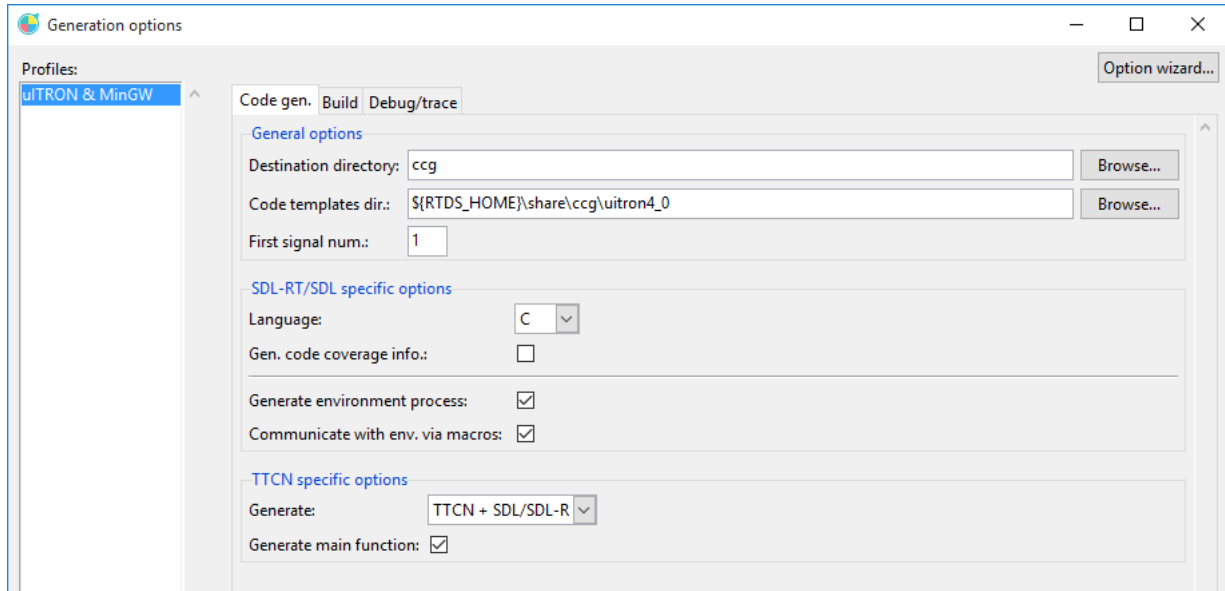 Generation options
Profiles:
Option wizard...
uITRON & MinGW
Code gen. Build Debug/trace
General options
Destination directory: ccg Browse...
Code templates dir.: ${RTDS_HOME}\share\ccg\uitron4_0 Browse...
First signal num.: 1
SDL-RT/SDL specific options
Language: C
Gen. code coverage info.:
Generate environment process:
Communicate with env. via macros:
TTCN specific options
Generate: TTCN + SDL/SDL-R
Generate main function: